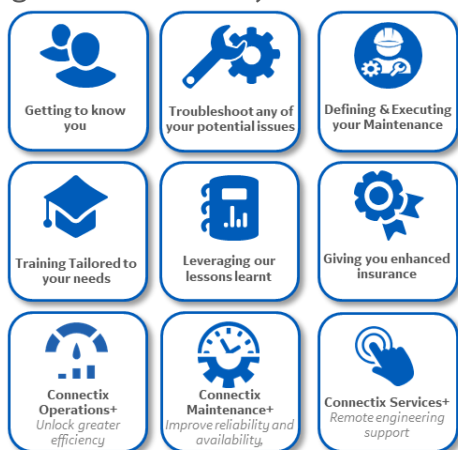 Getting to know
you
Troubleshoot any of
your potential issues
Defining & Executing
your Maintenance
Training Tailored to
your needs
Leveraging our
lessons learnt
Giving you enhanced
insurance
Connectix
Operations+
Unlock greater
efficiency
Connectix
Maintenance+
Improve reliability and
availability,
Connectix Services+
Remote engineering
support